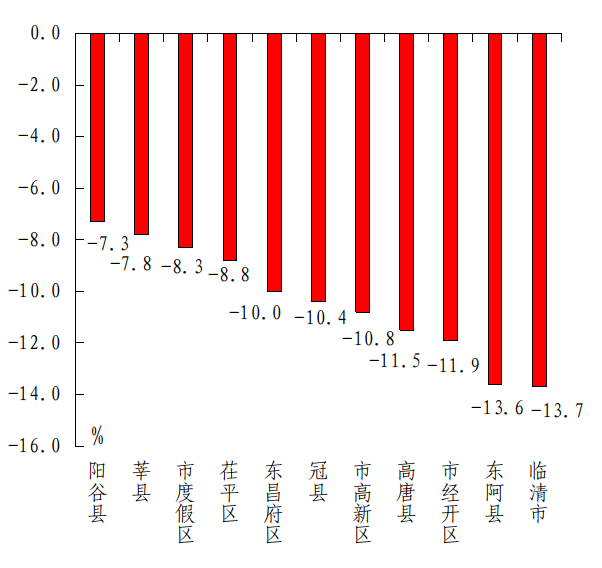 0.0
-2.0
-4.0
-6.0
-8.0
-10.0
-12.0
-14.0
-16.0
%
-7.3
-7.8
-8.3
-8.8
-10.0
-10.4
-10.8
-11.5
-11.9
-13.6
-13.7
阳谷县
莘县
市度假区
茌平区
东昌府区
冠县
市高新区
高唐县
市经开区
东阿县
临清市